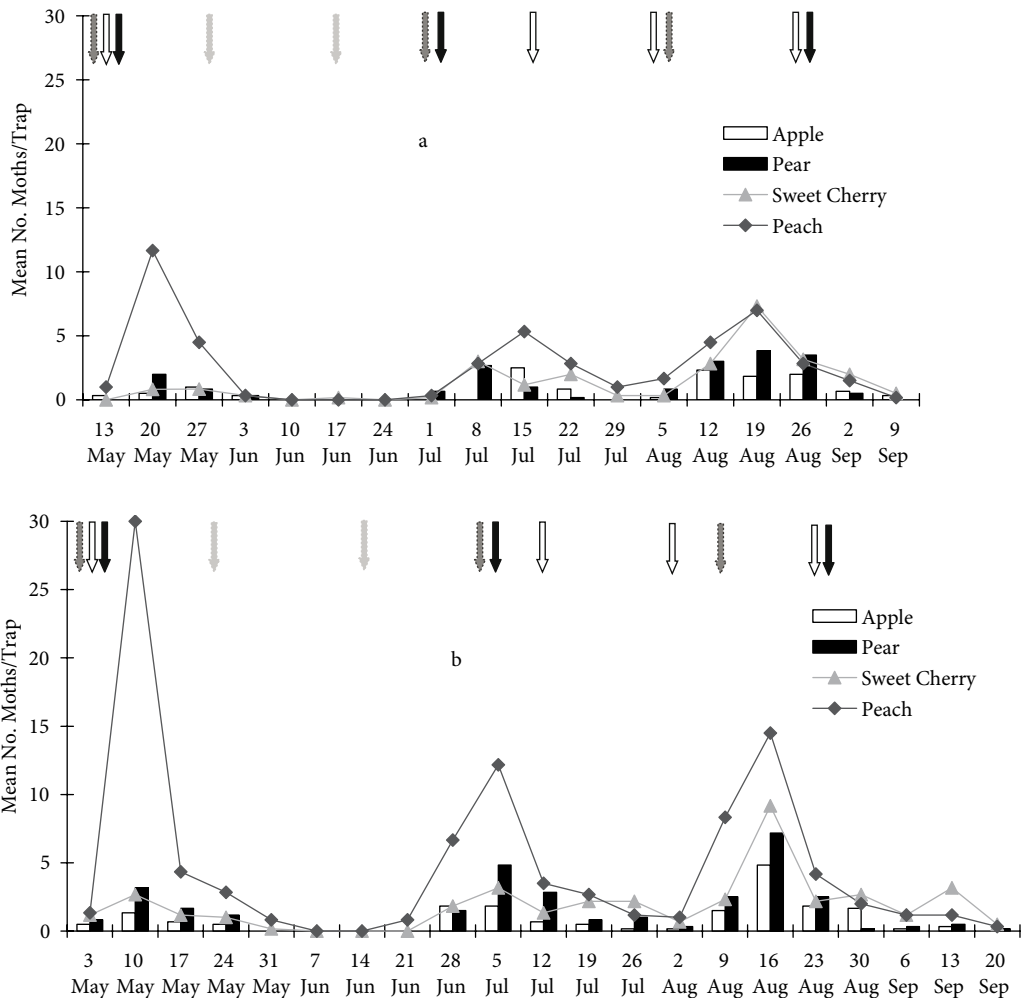 30
25
20
15
10
5
0
Mean No. Moths/Trap
a
Apple
Pear
Sweet Cherry
Peach
13 20 27 3 10 17 24 1 8 15 22 29 5 12 19 26 2 9
May May May Jun Jun Jun Jun Jul Jul Jul Jul Jul Aug Aug Aug Aug Sep Sep
30
25
20
15
10
5
0
Mean No. Moths/Trap
b
Apple
Pear
Sweet Cherry
Peach
3 10 17 24 31 7 14 21 28 5 12 19 26 2 9 16 23 30 6 13 20
May May May May May Jun Jun Jun Jun Jul Jul Jul Jul Aug Aug Aug Aug Aug Sep Sep Sep